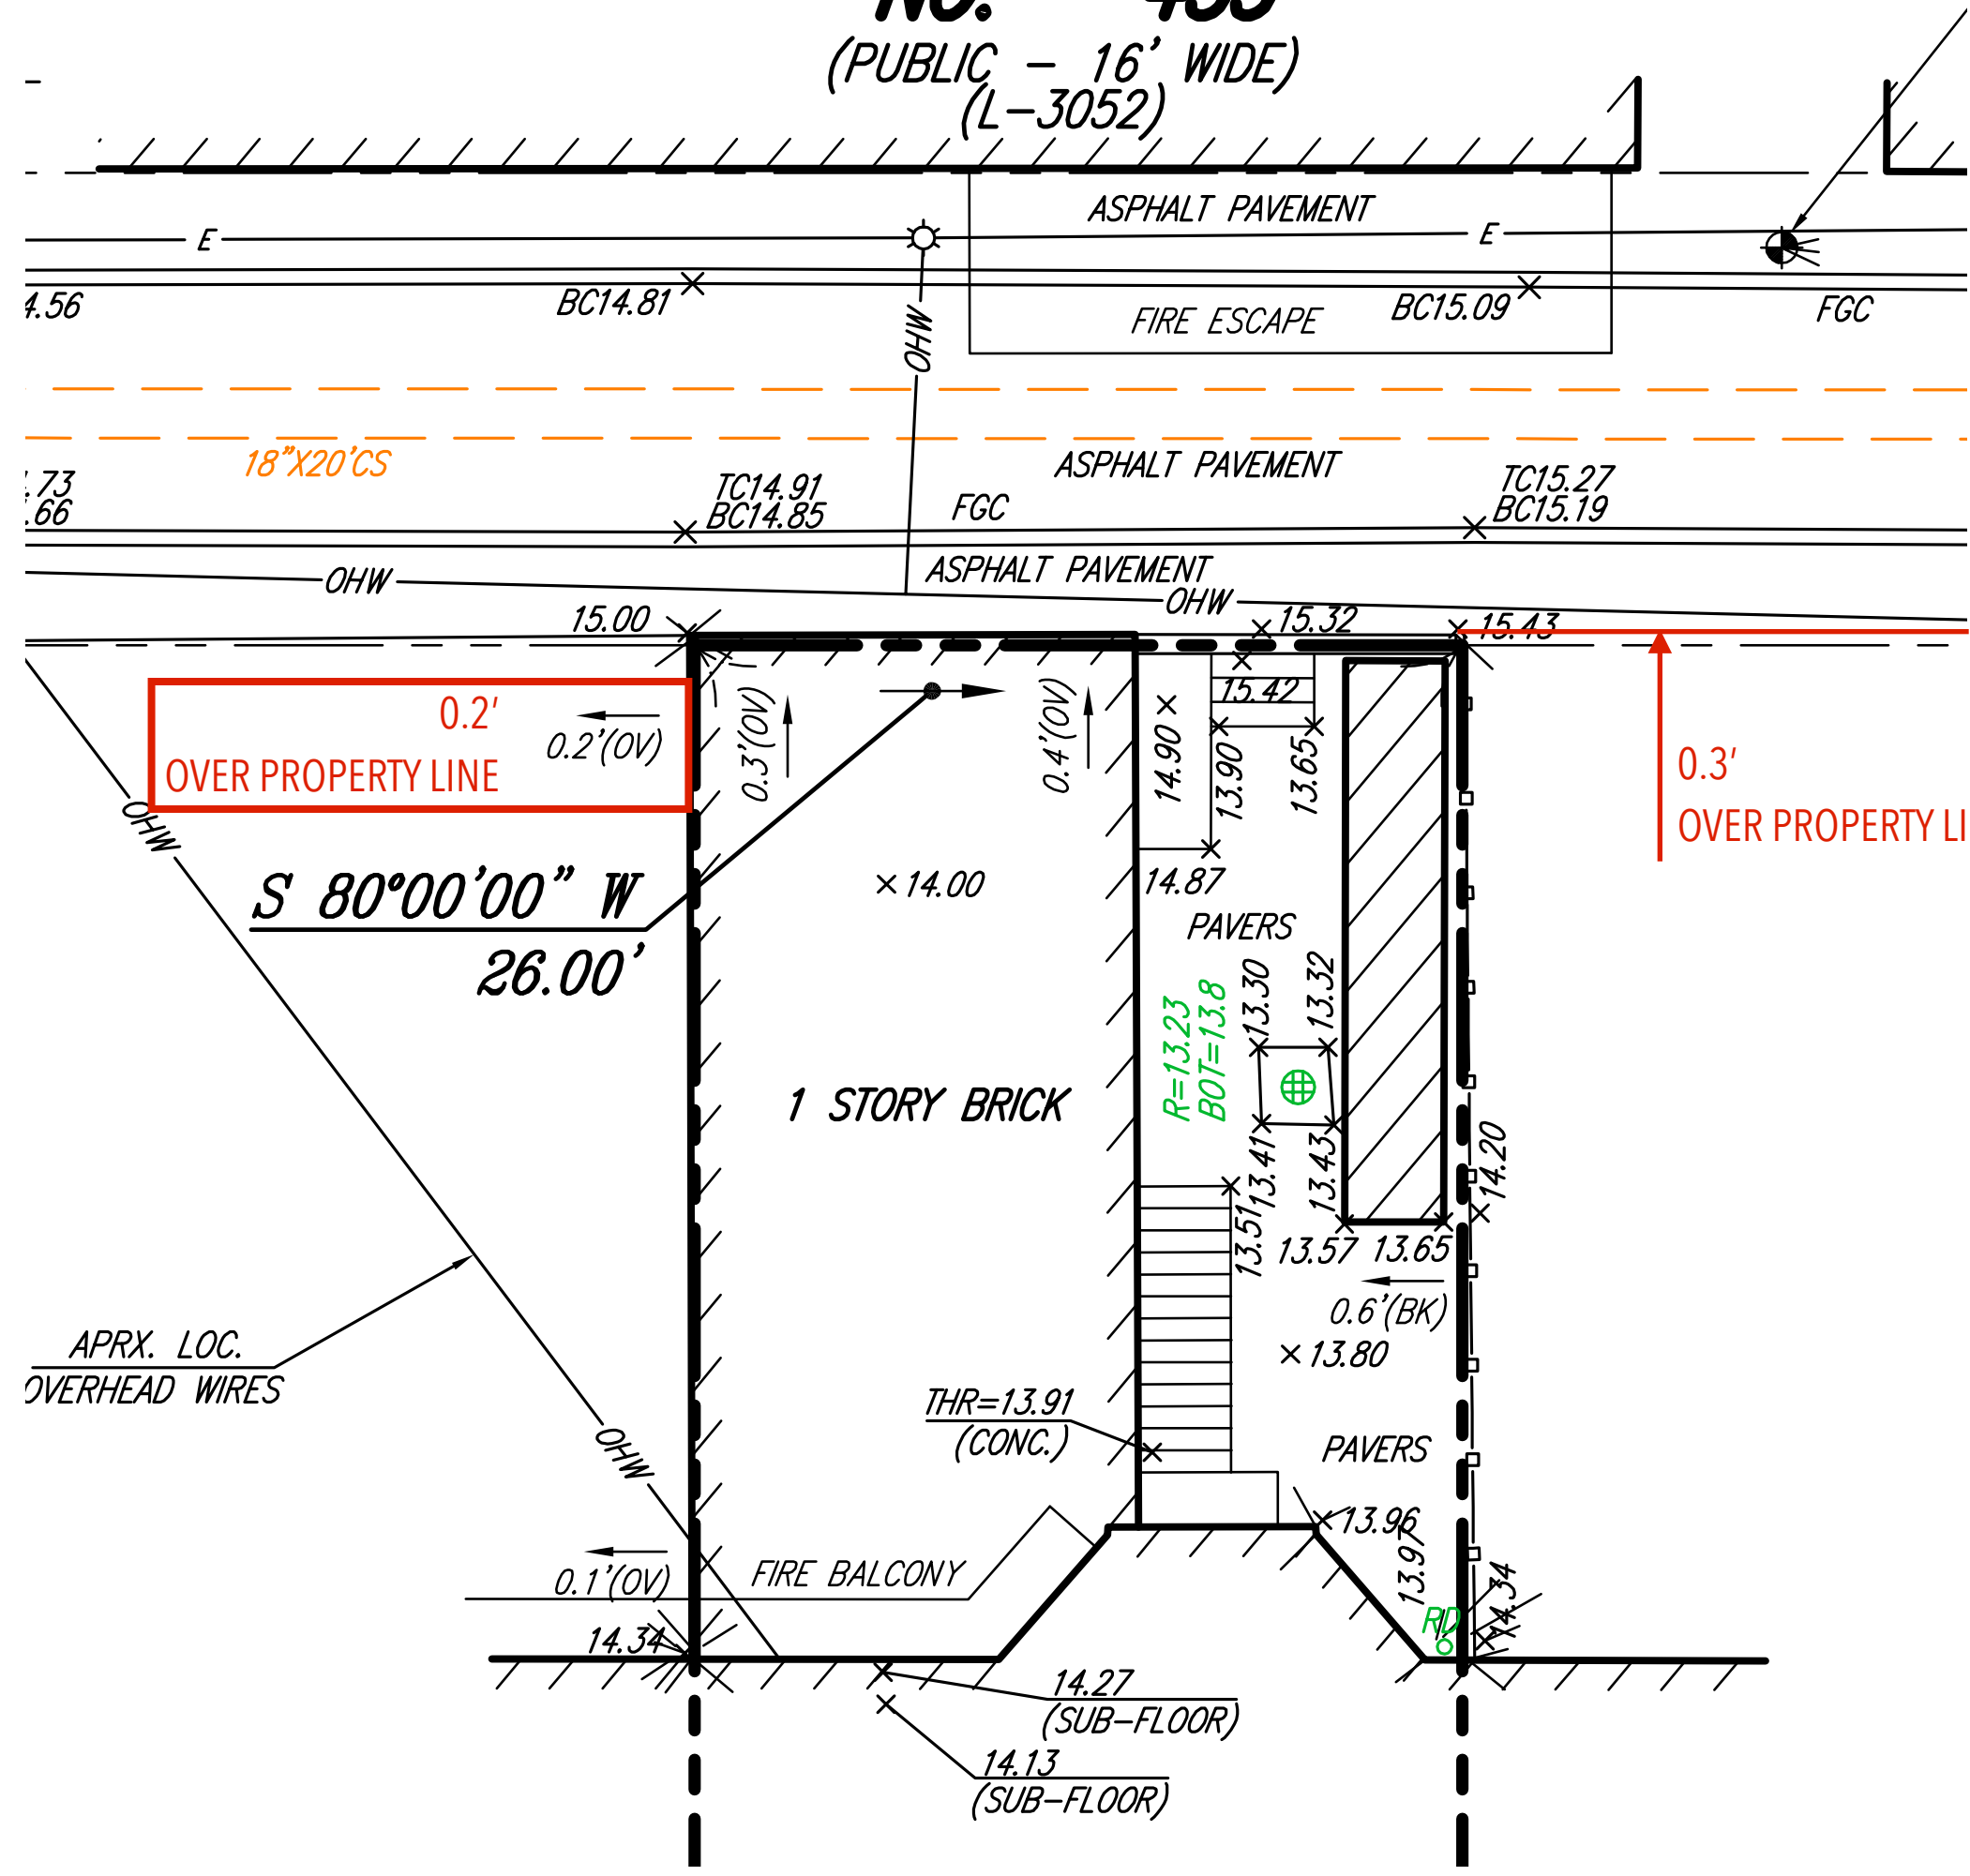 NO. 455
(PUBLIC - 16' WIDE)
(L-3052)
ASPHALT PAVEMENT
E
E
4.56
BC14.81
FIRE ESCAPE
BC15.09
FGC
OHW
18"X20'CS
ASPHALT PAVEMENT
.73
.66
TC14.91
BC14.85
FGC
TC15.27
BC15.19
ASPHALT PAVEMENT
OHW
OHW
15.00
15.32
15.43
0.2'
OVER PROPERTY LINE
0.2'(OV)
0.3'(OV)
0.4'(OV)
15.42
14.90
13.90
13.65
0.3'
OVER PROPERTY LI
OHW
S 80°00'00" W
26.00'
14.00
14.87
PAVERS
R=13.23
BOT=13.8
13.30
13.32
1 STORY BRICK
13.41
13.43
14.20
13.51
13.57
13.65
0.6'(BK)
13.80
APRX. LOC.
OVERHEAD WIRES
THR=13.91
(CONC.)
PAVERS
OHW
13.96
13.97
0.1'(OV)
FIRE BALCONY
14.34
RD
14.34
14.27
(SUB-FLOOR)
14.13
(SUB-FLOOR)